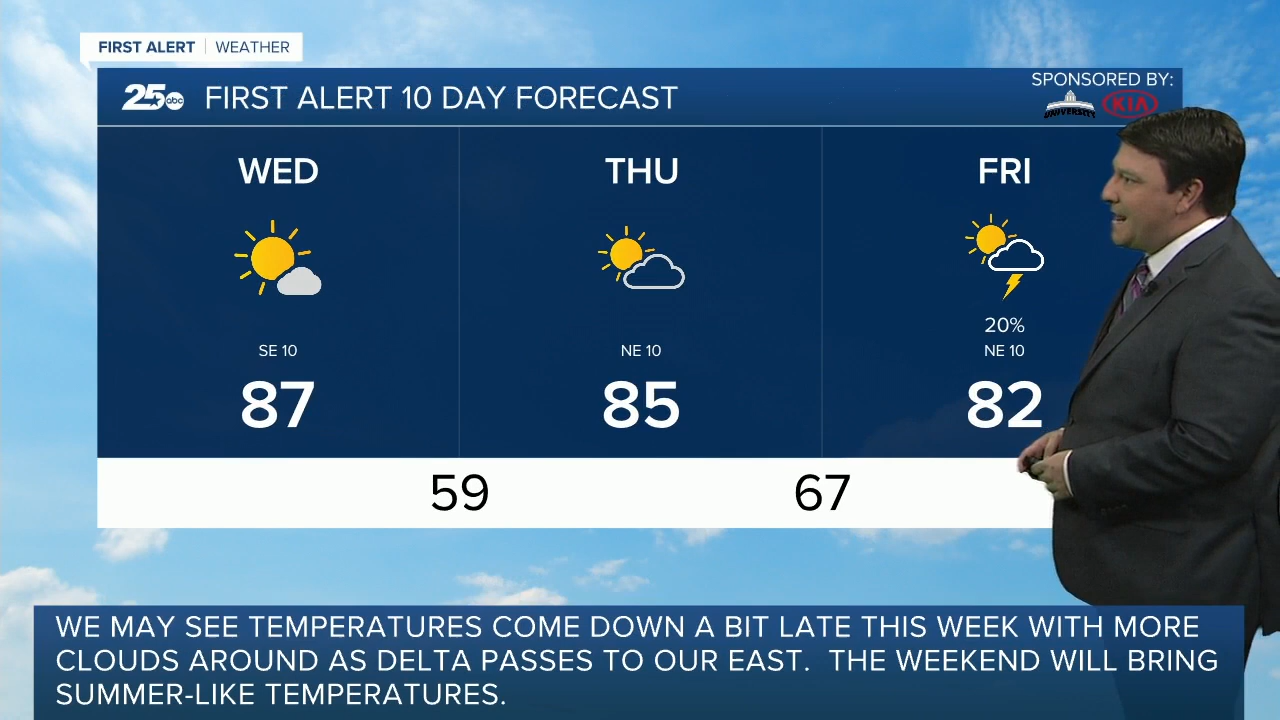 FIRST ALERT | WEATHER
25 abc FIRST ALERT 10 DAY FORECAST
SPONSORED BY:
UNIVERSITY KIA
WED THU FRI
20%
SE 10 NE 10 NE 10
87 85 82
59 67
WE MAY SEE TEMPERATURES COME DOWN A BIT LATE THIS WEEK WITH MORE
CLOUDS AROUND AS DELTA PASSES TO OUR EAST. THE WEEKEND WILL BRING
SUMMER-LIKE TEMPERATURES.